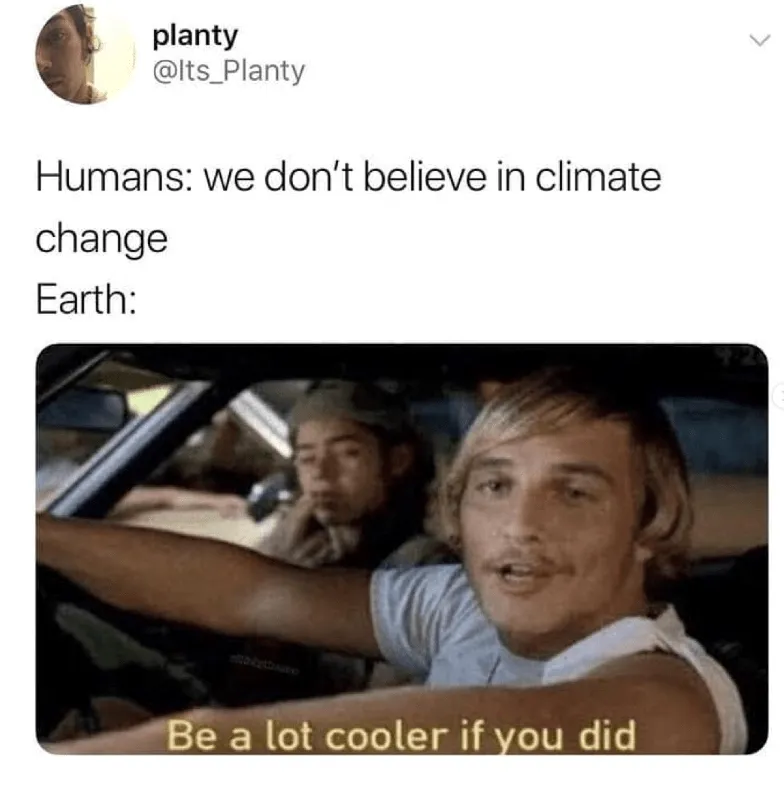 planty
@Its_Planty
Humans: we don't believe in climate
change
Earth:
Be a lot cooler if you did